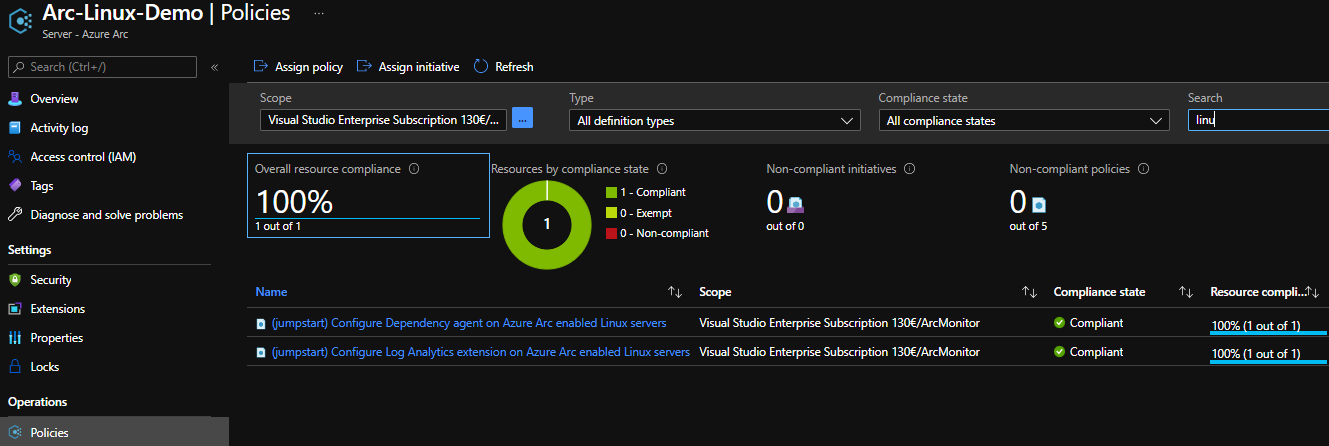 Arc-Linux-Demo | Policies ...
Server - Azure Arc
Search (Ctrl+/)
«
Overview
Activity log
Access control (IAM)
Tags
Diagnose and solve problems
Settings
Security
Extensions
Properties
Locks
Operations
Policies
Assign policy Assign initiative Refresh
Scope Type Compliance state Search
Visual Studio Enterprise Subscription 130€/... ... All definition types All compliance states linu
Overall resource compliance
100%
1 out of 1
Resources by compliance state
1
1 - Compliant
0 - Exempt
0 - Non-compliant
Non-compliant initiatives
0
out of 0
Non-compliant policies
0
out of 5
Name Scope Compliance state Resource compli...
(jumpstart) Configure Dependency agent on Azure Arc enabled Linux servers Visual Studio Enterprise Subscription 130€/ArcMonitor Compliant 100% (1 out of 1)
(jumpstart) Configure Log Analytics extension on Azure Arc enabled Linux servers Visual Studio Enterprise Subscription 130€/ArcMonitor Compliant 100% (1 out of 1)